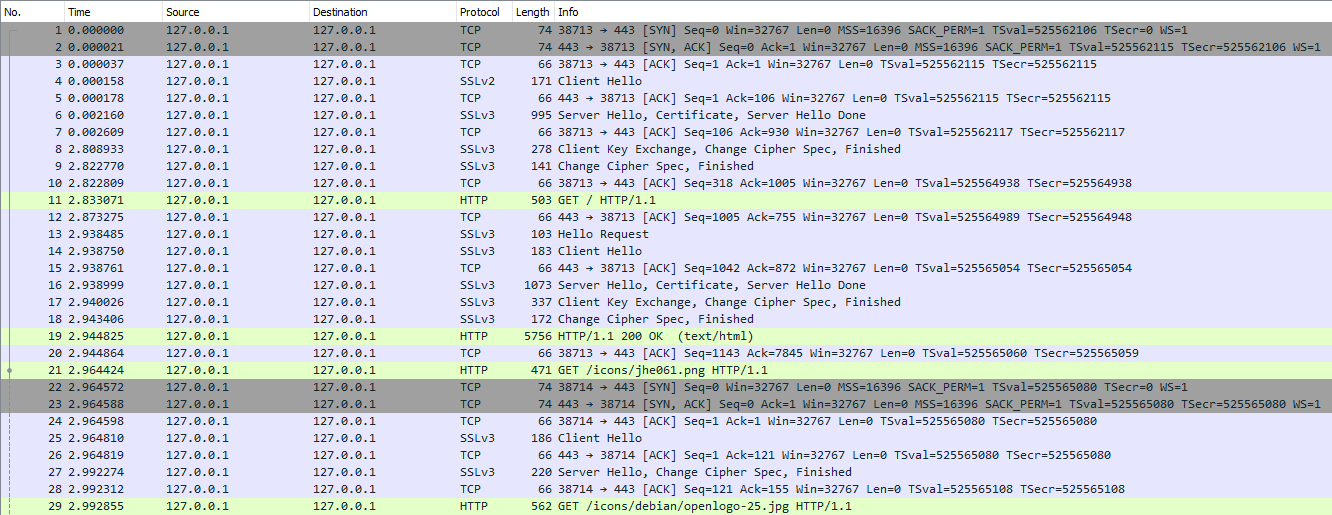 No. Time Source Destination Protocol Length Info
1 0.000000 127.0.0.1 127.0.0.1 TCP 74 38713 → 443 [SYN] Seq=0 Win=32767 Len=0 MSS=16396 SACK_PERM=1 TSval=525562106 TSecr=0 WS=1
2 0.000021 127.0.0.1 127.0.0.1 TCP 74 443 → 38713 [SYN, ACK] Seq=0 Ack=1 Win=32767 Len=0 MSS=16396 SACK_PERM=1 TSval=525562115 TSecr=525562106 WS=1
3 0.000037 127.0.0.1 127.0.0.1 TCP 66 38713 → 443 [ACK] Seq=1 Ack=1 Win=32767 Len=0 TSval=525562115 TSecr=525562115
4 0.000158 127.0.0.1 127.0.0.1 SSLv2 171 Client Hello
5 0.000178 127.0.0.1 127.0.0.1 TCP 66 443 → 38713 [ACK] Seq=1 Ack=106 Win=32767 Len=0 TSval=525562115 TSecr=525562115
6 0.002160 127.0.0.1 127.0.0.1 SSLv3 995 Server Hello, Certificate, Server Hello Done
7 0.002609 127.0.0.1 127.0.0.1 TCP 66 38713 → 443 [ACK] Seq=106 Ack=930 Win=32767 Len=0 TSval=525562117 TSecr=525562117
8 2.808933 127.0.0.1 127.0.0.1 SSLv3 278 Client Key Exchange, Change Cipher Spec, Finished
9 2.822770 127.0.0.1 127.0.0.1 SSLv3 141 Change Cipher Spec, Finished
10 2.822809 127.0.0.1 127.0.0.1 TCP 66 38713 → 443 [ACK] Seq=318 Ack=1005 Win=32767 Len=0 TSval=525564938 TSecr=525564938
11 2.833071 127.0.0.1 127.0.0.1 HTTP 503 GET / HTTP/1.1
12 2.873275 127.0.0.1 127.0.0.1 TCP 66 443 → 38713 [ACK] Seq=1005 Ack=755 Win=32767 Len=0 TSval=525564989 TSecr=525564948
13 2.938485 127.0.0.1 127.0.0.1 SSLv3 103 Hello Request
14 2.938750 127.0.0.1 127.0.0.1 SSLv3 183 Client Hello
15 2.938761 127.0.0.1 127.0.0.1 TCP 66 443 → 38713 [ACK] Seq=1042 Ack=872 Win=32767 Len=0 TSval=525565054 TSecr=525565054
16 2.938999 127.0.0.1 127.0.0.1 SSLv3 1073 Server Hello, Certificate, Server Hello Done
17 2.940026 127.0.0.1 127.0.0.1 SSLv3 337 Client Key Exchange, Change Cipher Spec, Finished
18 2.943406 127.0.0.1 127.0.0.1 SSLv3 172 Change Cipher Spec, Finished
19 2.944825 127.0.0.1 127.0.0.1 HTTP 5756 HTTP/1.1 200 OK (text/html)
20 2.944864 127.0.0.1 127.0.0.1 TCP 66 38713 → 443 [ACK] Seq=1143 Ack=7845 Win=32767 Len=0 TSval=525565060 TSecr=525565059
21 2.964424 127.0.0.1 127.0.0.1 HTTP 471 GET /icons/jhe061.png HTTP/1.1
22 2.964572 127.0.0.1 127.0.0.1 TCP 74 38714 → 443 [SYN] Seq=0 Win=32767 Len=0 MSS=16396 SACK_PERM=1 TSval=525565080 TSecr=0 WS=1
23 2.964588 127.0.0.1 127.0.0.1 TCP 74 443 → 38714 [SYN, ACK] Seq=0 Ack=1 Win=32767 Len=0 MSS=16396 SACK_PERM=1 TSval=525565080 TSecr=525565080 WS=1
24 2.964598 127.0.0.1 127.0.0.1 TCP 66 38714 → 443 [ACK] Seq=1 Ack=1 Win=32767 Len=0 TSval=525565080 TSecr=525565080
25 2.964810 127.0.0.1 127.0.0.1 SSLv3 186 Client Hello
26 2.964819 127.0.0.1 127.0.0.1 TCP 66 443 → 38714 [ACK] Seq=1 Ack=121 Win=32767 Len=0 TSval=525565080 TSecr=525565080
27 2.992274 127.0.0.1 127.0.0.1 SSLv3 220 Server Hello, Change Cipher Spec, Finished
28 2.992312 127.0.0.1 127.0.0.1 TCP 66 38714 → 443 [ACK] Seq=121 Ack=155 Win=32767 Len=0 TSval=525565108 TSecr=525565108
29 2.992855 127.0.0.1 127.0.0.1 HTTP 562 GET /icons/debian/openlogo-25.jpg HTTP/1.1